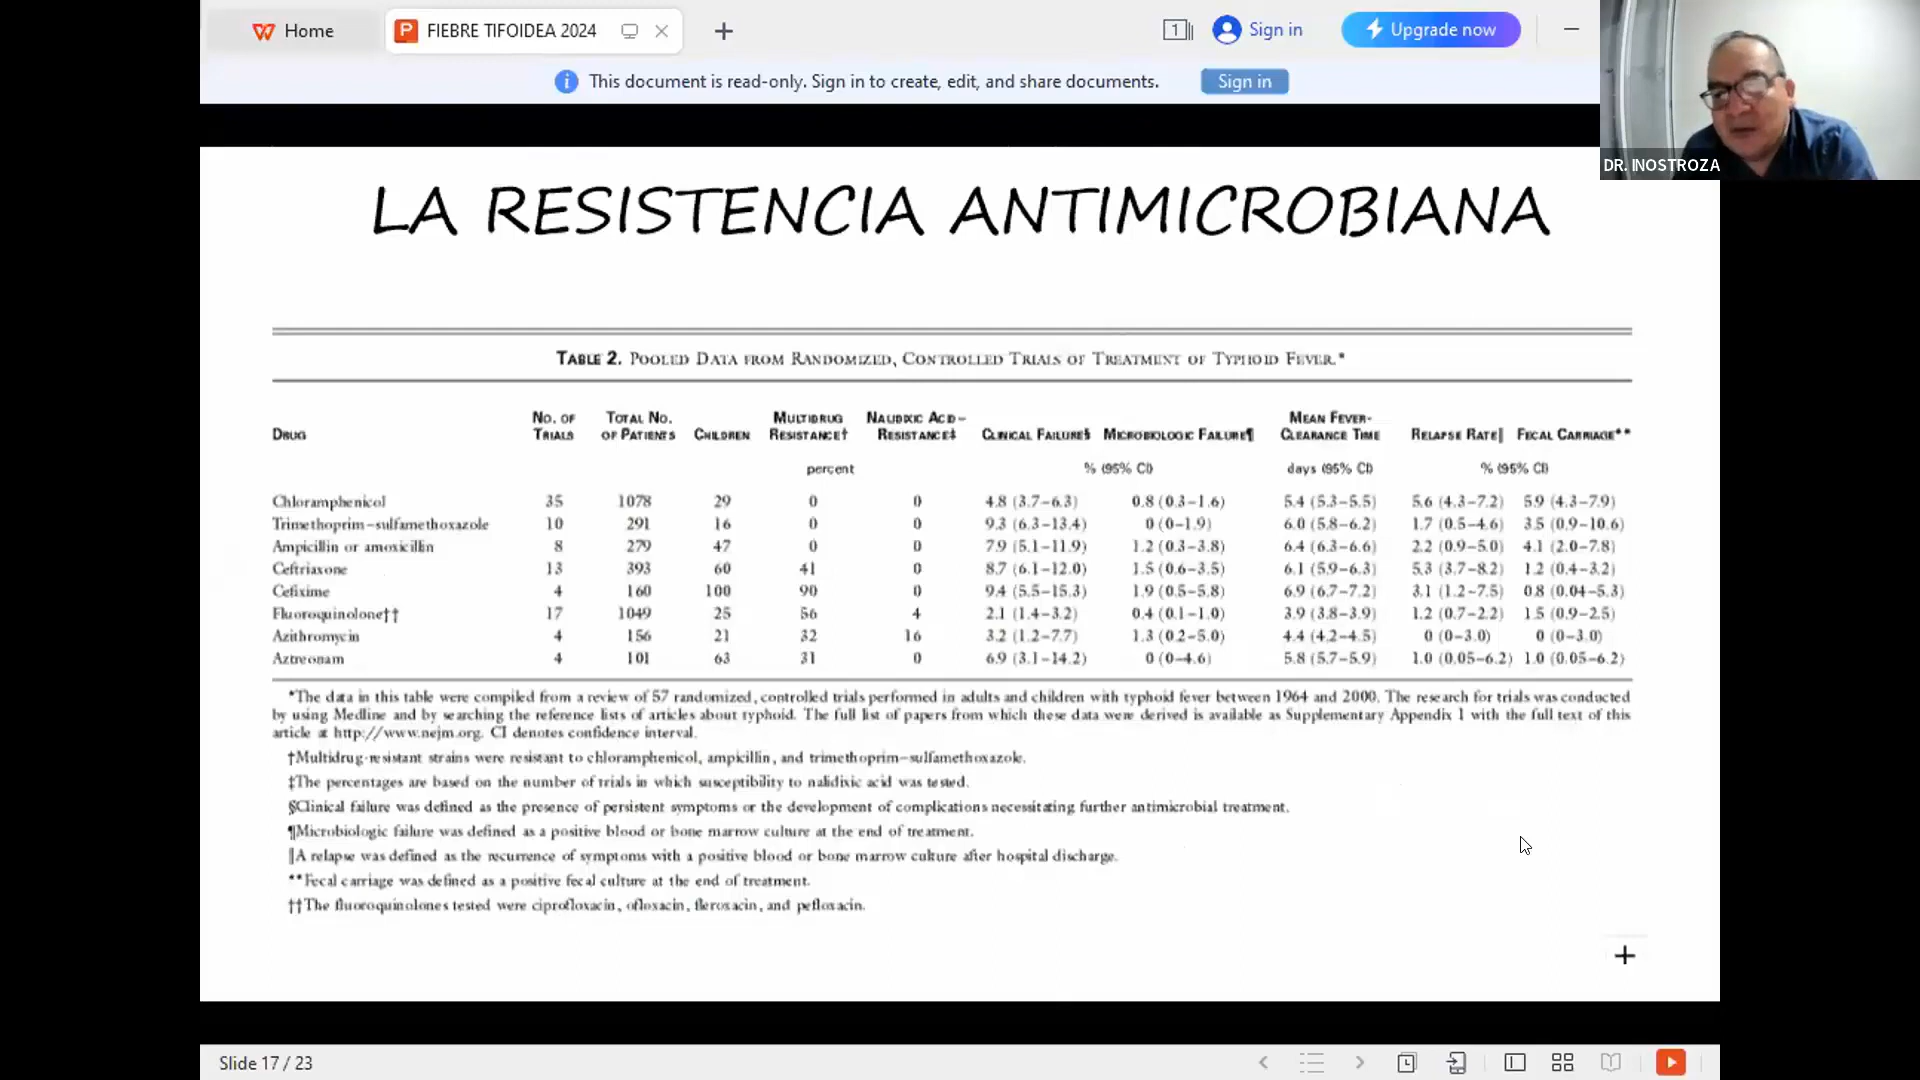 Home
FIEBRE TIFOIDEA 2024
1
Sign in
Upgrade now
This document is read-only. Sign in to create, edit, and share documents.
Sign in
DR. INOSTROZA
LA RESISTENCIA ANTIMICROBIANA
TABLE 2. POOLED DATA FROM RANDOMIZED, CONTROLLED TRIALS OF TREATMENT OF TYPHOID FEVER.*
DRUG NO. OF TRIALS TOTAL NO. OF PATIENTS CHILDREN MULTIDRUG RESISTANCE† NALIDIXIC ACID–RESISTANCE‡ CLINICAL FAILURE§ MICROBIOLOGIC FAILURE¶ MEAN FEVER-CLEARANCE TIME RELAPSE RATE‖ FECAL CARRIAGE**
percent % (95% CI) days (95% CI) % (95% CI)
Chloramphenicol 35 1078 29 0 0 4.8 (3.7–6.3) 0.8 (0.3–1.6) 5.4 (5.3–5.5) 5.6 (4.3–7.2) 5.9 (4.3–7.9)
Trimethoprim–sulfamethoxazole 10 291 16 0 0 9.3 (6.3–13.4) 0 (0–1.9) 6.0 (5.8–6.2) 1.7 (0.5–4.6) 3.5 (0.9–10.6)
Ampicillin or amoxicillin 8 279 47 0 0 7.9 (5.1–11.9) 1.2 (0.3–3.8) 6.4 (6.3–6.6) 2.2 (0.9–5.0) 4.1 (2.0–7.8)
Ceftriaxone 13 393 60 41 0 8.7 (6.1–12.0) 1.5 (0.6–3.5) 6.1 (5.9–6.3) 5.3 (3.7–8.2) 1.2 (0.4–3.2)
Cefixime 4 160 100 90 0 9.4 (5.5–15.3) 1.9 (0.5–5.8) 6.9 (6.7–7.2) 3.1 (1.2–7.5) 0.8 (0.04–5.3)
Fluoroquinolone†† 17 1049 25 56 4 2.1 (1.4–3.2) 0.4 (0.1–1.0) 3.9 (3.8–3.9) 1.2 (0.7–2.2) 1.5 (0.9–2.5)
Azithromycin 4 156 21 32 16 3.2 (1.2–7.7) 1.3 (0.2–5.0) 4.4 (4.2–4.5) 0 (0–3.0) 0 (0–3.0)
Aztreonam 4 101 63 31 0 6.9 (3.1–14.2) 0 (0–4.6) 5.8 (5.7–5.9) 1.0 (0.05–6.2) 1.0 (0.05–6.2)
*The data in this table were compiled from a review of 57 randomized, controlled trials performed in adults and children with typhoid fever between 1964 and 2000. The research for trials was conducted
by using Medline and by searching the reference lists of articles about typhoid. The full list of papers from which these data were derived is available as Supplementary Appendix 1 with the full text of this
article at http://www.nejm.org. CI denotes confidence interval.
†Multidrug-resistant strains were resistant to chloramphenicol, ampicillin, and trimethoprim–sulfamethoxazole.
‡The percentages are based on the number of trials in which susceptibility to nalidixic acid was tested.
§Clinical failure was defined as the presence of persistent symptoms or the development of complications necessitating further antimicrobial treatment.
¶Microbiologic failure was defined as a positive blood or bone marrow culture at the end of treatment.
‖A relapse was defined as the recurrence of symptoms with a positive blood or bone marrow culture after hospital discharge.
**Fecal carriage was defined as a positive fecal culture at the end of treatment.
††The fluoroquinolones tested were ciprofloxacin, ofloxacin, fleroxacin, and pefloxacin.
Slide 17 / 23